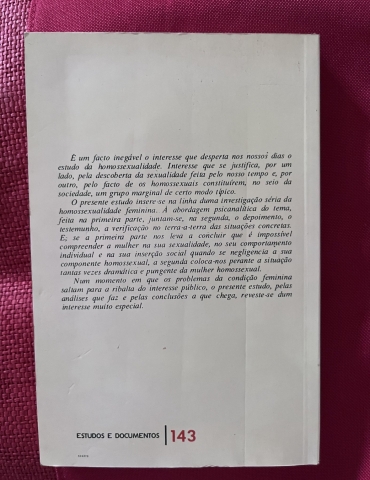 É um facto inegável o interesse que desperta nos nossos dias o
estudo da homossexualidade. Interesse que se justifica, por um
lado, pela descoberta da sexualidade feita pelo nosso tempo e, por
outro, pelo facto de os homossexuais constituírem, no seio da
sociedade, um grupo marginal de certo modo típico.
O presente estudo insere-se na linha duma investigação séria da
homossexualidade feminina. À abordagem psicanalítica do tema,
feita na primeira parte, juntam-se, na segunda, o depoimento, o
testemunho, a verificação no terra-a-terra das situações concretas.
E; se a primeira parte nos leva a concluir que é impossível
compreender a mulher na sua sexualidade, no seu comportamento
individual e na sua inserção social quando se negligencia a sua
componente homossexual, a segunda coloca-nos perante a situação
tantas vezes dramática e pungente da mulher homossexual.
Num momento em que os problemas da condição feminina
saltam para a ribalta do interesse público, o presente estudo, pelas
análises que faz e pelas conclusões a que chega, reveste-se dum
interesse muito especial.
ESTUDOS E DOCUMENTOS 143